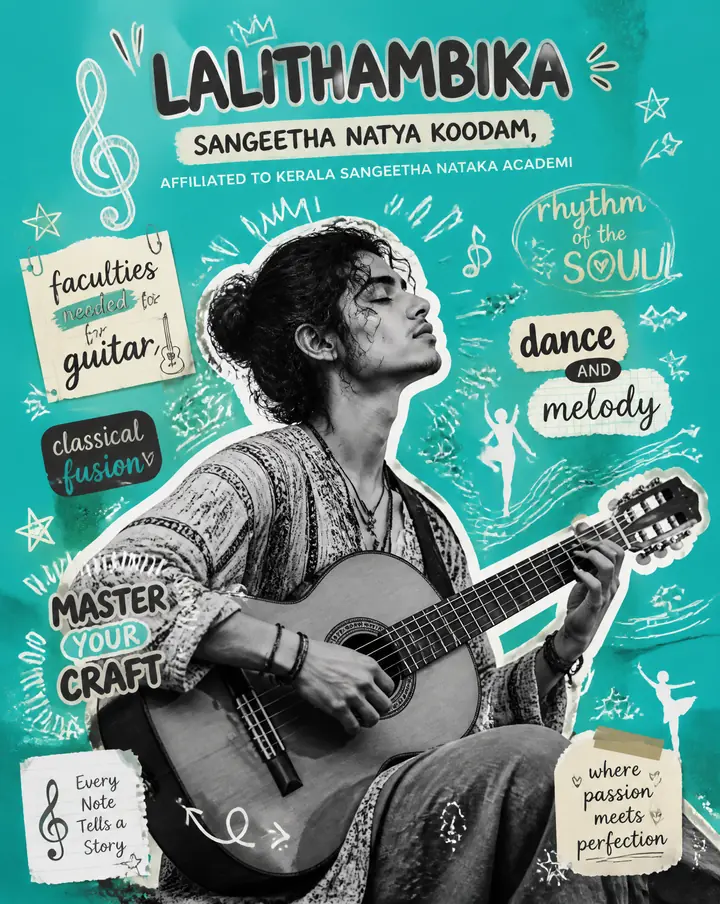 LALITHAMBIKA
SANGEETHA NATYA KOODAM,
AFFILIATED TO KERALA SANGEETHA NATAKA ACADEMI
rhythm
of the
SOUL
faculties
needed for
for
guitar,
dance
AND
melody
classical
fusion
MASTER
YOUR
CRAFT
Every
Note
Tells a
Story
where
passion
meets
perfection